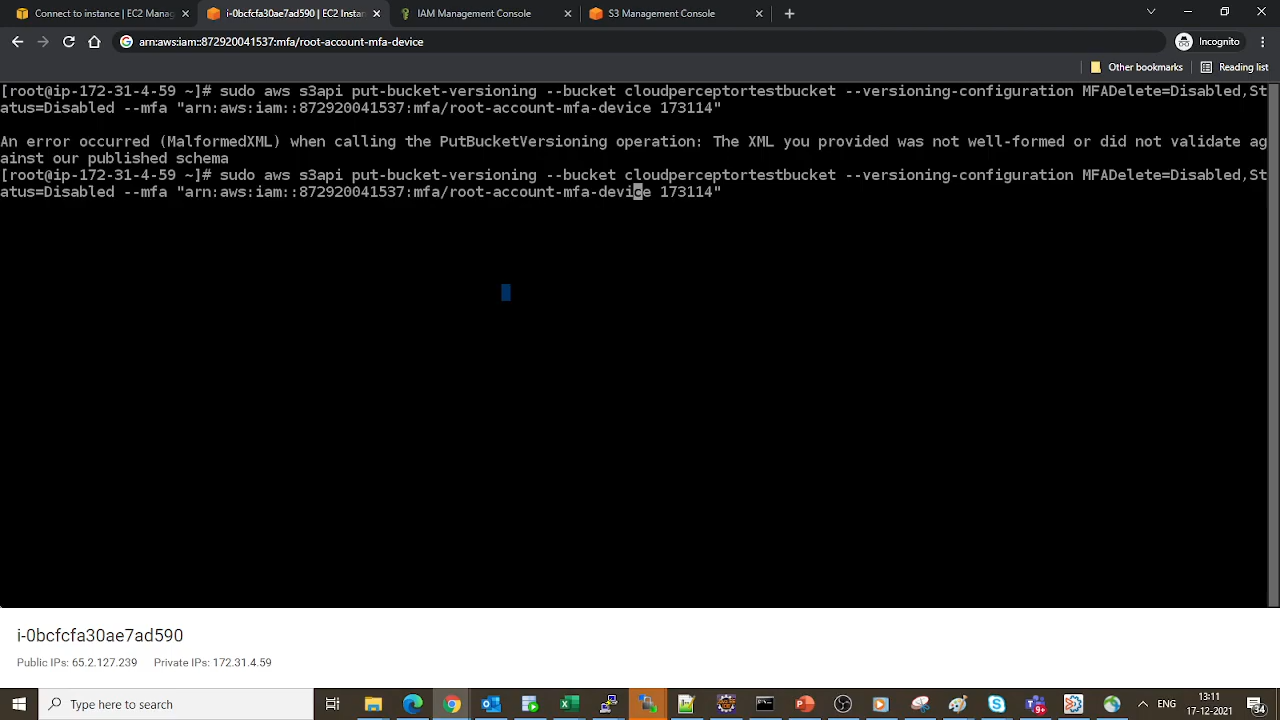 Connect to instance | EC2 Manag
i-0bcfcfa30ae7ad590 | EC2 Instan
IAM Management Console
S3 Management Console
arn:aws:iam::872920041537:mfa/root-account-mfa-device
Incognito
Other bookmarks
Reading list
[root@ip-172-31-4-59 ~]# sudo aws s3api put-bucket-versioning --bucket cloudperceptortestbucket --versioning-configuration MFADelete=Disabled,St
atus=Disabled --mfa "arn:aws:iam::872920041537:mfa/root-account-mfa-device 173114"
An error occurred (MalformedXML) when calling the PutBucketVersioning operation: The XML you provided was not well-formed or did not validate ag
ainst our published schema
[root@ip-172-31-4-59 ~]# sudo aws s3api put-bucket-versioning --bucket cloudperceptortestbucket --versioning-configuration MFADelete=Disabled,St
atus=Disabled --mfa "arn:aws:iam::872920041537:mfa/root-account-mfa-device 173114"
i-0bcfcfa30ae7ad590
Public IPs: 65.2.127.239 Private IPs: 172.31.4.59
Type here to search
9+
ENG
13:11
17-12-2021